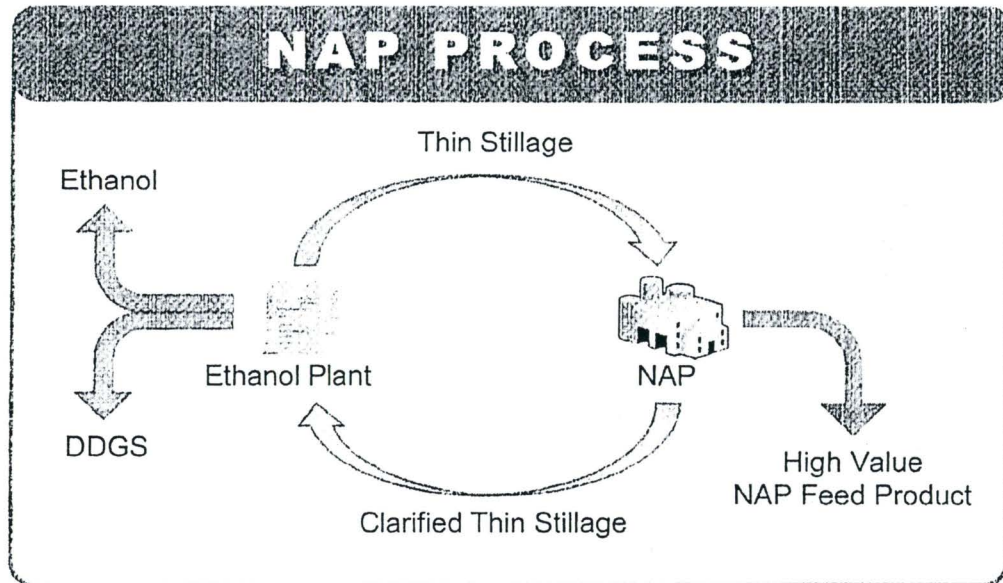 NAP PROCESS
Thin Stillage
Ethanol
Ethanol Plant
NAP
DDGS
High Value
NAP Feed Product
Clarified Thin Stillage